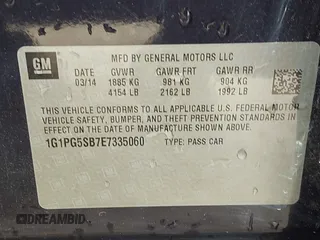 GM
MFD BY GENERAL MOTORS LLC
DATE GVWR GAWR FRT GAWR RR
03/14 1885 KG 981 KG 904 KG
4154 LB 2162 LB 1992 LB
THIS VEHICLE CONFORMS TO ALL APPLICABLE U.S. FEDERAL MOTOR
VEHICLE SAFETY, BUMPER, AND THEFT PREVENTION STANDARDS IN
EFFECT ON THE DATE OF MANUFACTURE SHOWN ABOVE.
1G1PG5SB7E7335060 TYPE: PASS CAR
DREAMBID